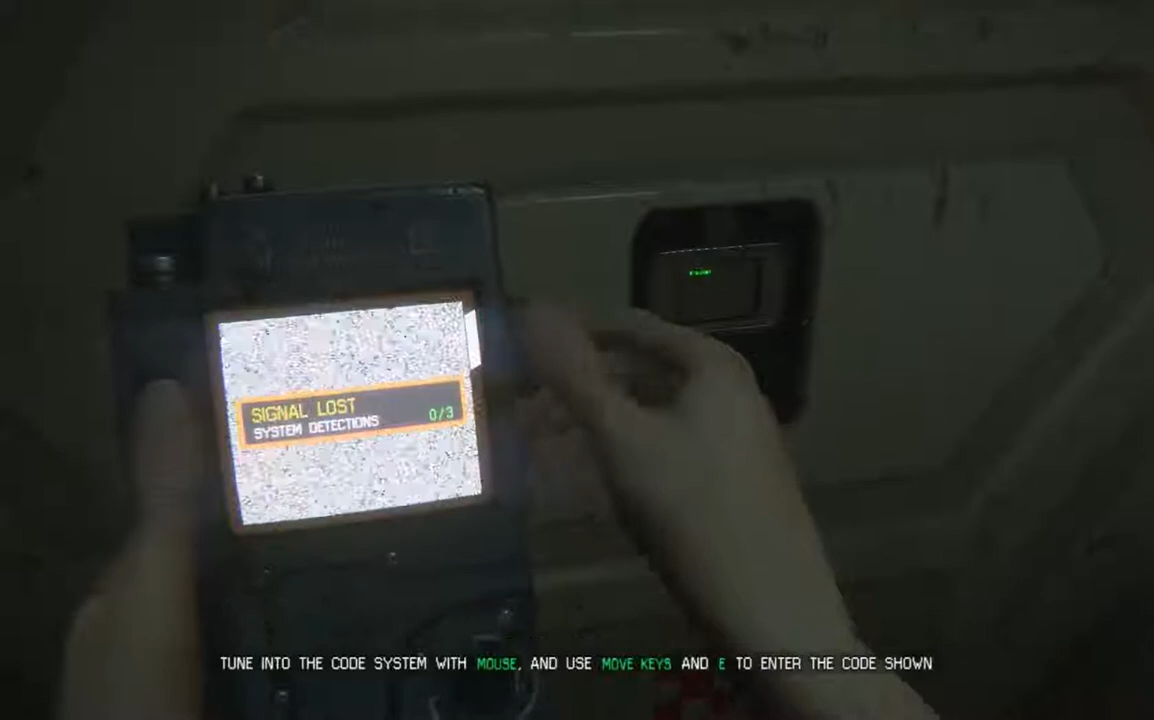 SIGNAL LOST
SYSTEM DETECTIONS 0/3
TUNE INTO THE CODE SYSTEM WITH MOUSE, AND USE MOVE KEYS AND E TO ENTER THE CODE SHOWN